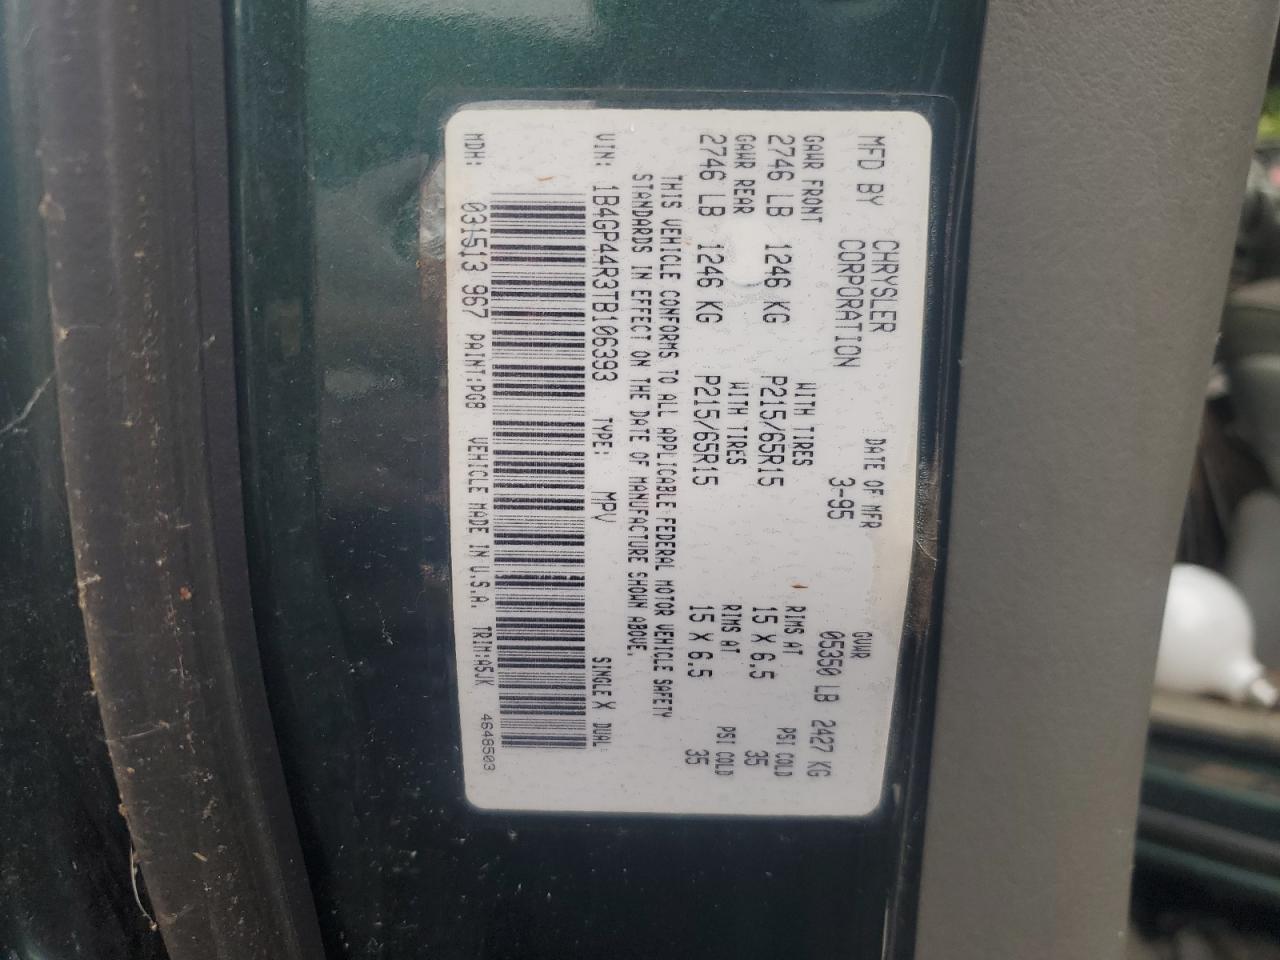 MFD BY CHRYSLER CORPORATION DATE OF MFR 3-95 GVWR 05350 LB 2427 KG
GAWR FRONT WITH TIRES RIMS AT PSI COLD
2746 LB 1246 KG P215/65R15 15 X 6.5 35
GAWR REAR WITH TIRES RIMS AT PSI COLD
2746 LB 1246 KG P215/65R15 15 X 6.5 35
THIS VEHICLE CONFORMS TO ALL APPLICABLE FEDERAL MOTOR VEHICLE SAFETY
STANDARDS IN EFFECT ON THE DATE OF MANUFACTURE SHOWN ABOVE.
VIN: 1B4GP44R3TB106393 TYPE: MPV SINGLE X DUAL
MDH: 031513 967 PAINT:PGB VEHICLE MADE IN U.S.A. TRIM:A5JK 4648503